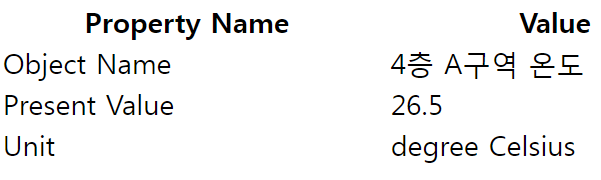 Property Name Value
Object Name 4층 A구역 온도
Present Value 26.5
Unit degree Celsius